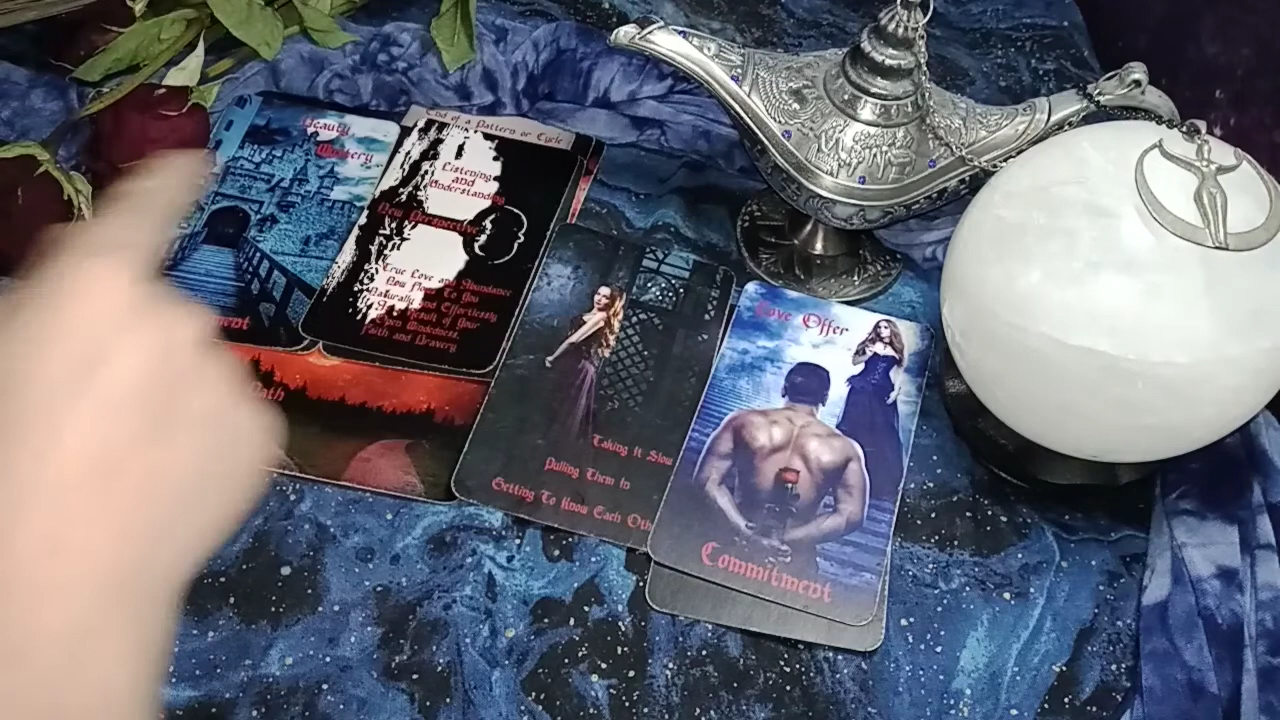 Beauty
Mystery
End of a Pattern or Cycle
Listening
and
Understanding
New Perspective
True Love and Abundance
Now Flows To You
Naturally and Effortlessly
As a Result of Your
Open Mindedness,
Faith and Bravery
Path
Taking It Slow
Pulling Them In
Getting To Know Each Oth
Love Offer
Commitment